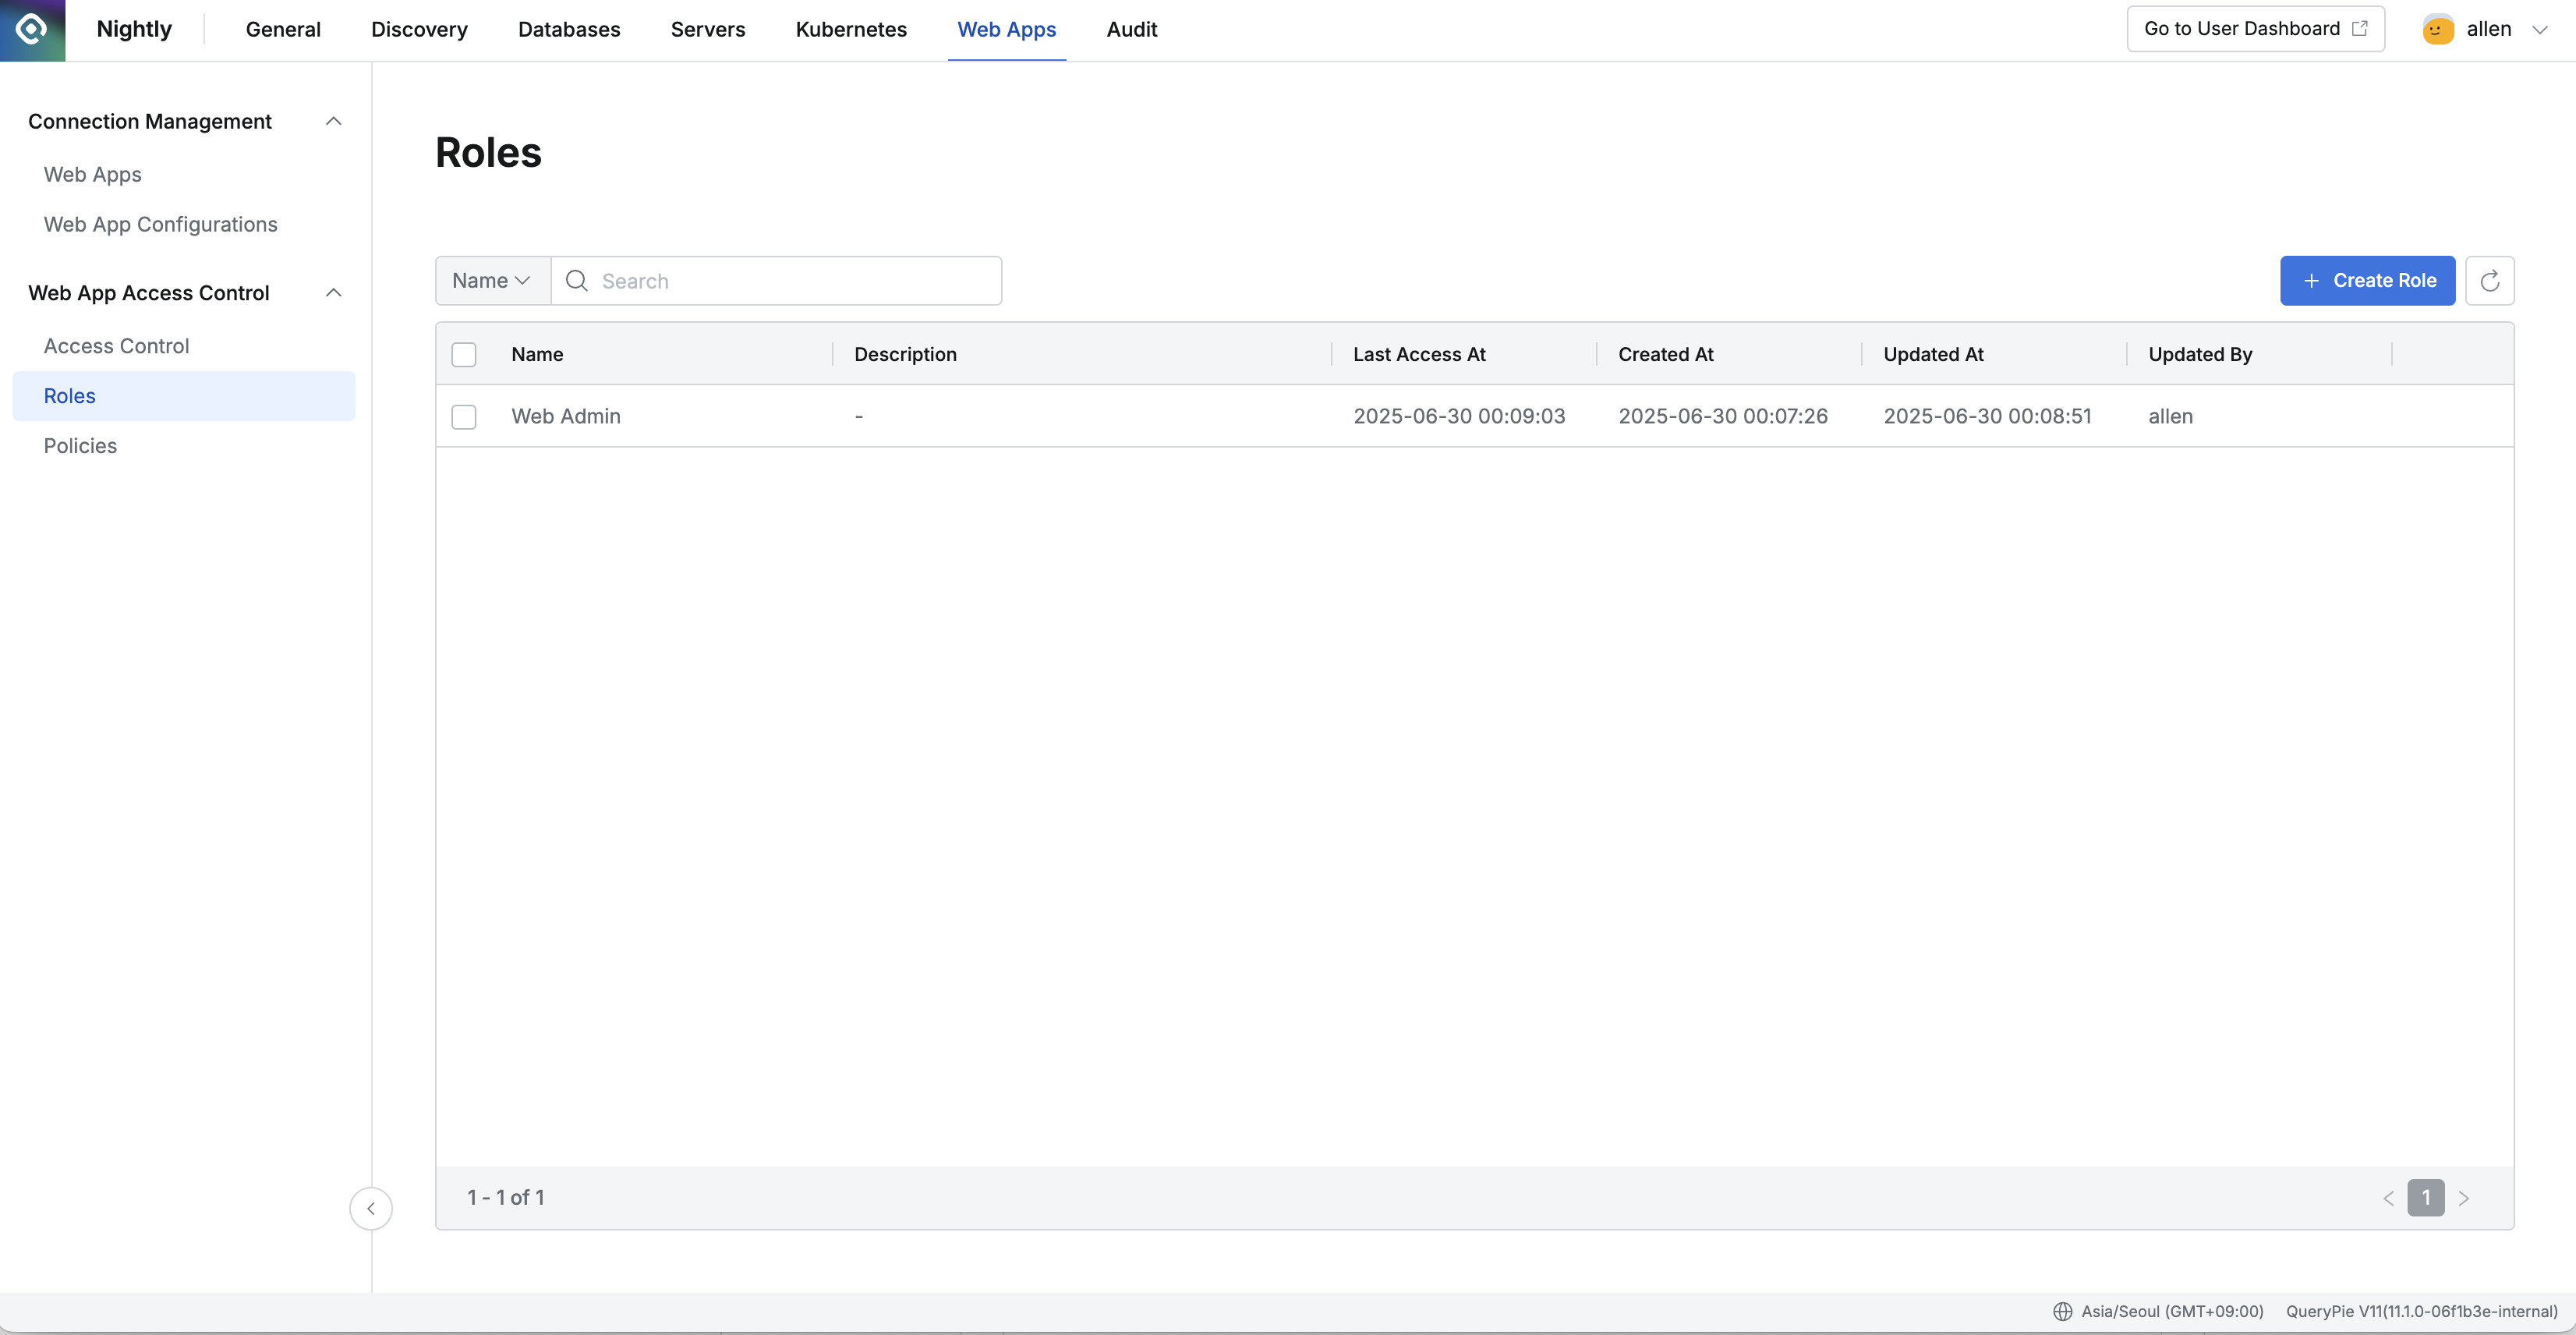 Nightly General Discovery Databases Servers Kubernetes Web Apps Audit Go to User Dashboard allen
Connection Management
Web Apps
Web App Configurations
Web App Access Control
Access Control
Roles
Policies
Roles
Name Search Create Role
Name Description Last Access At Created At Updated At Updated By
Web Admin - 2025-06-30 00:09:03 2025-06-30 00:07:26 2025-06-30 00:08:51 allen
1 - 1 of 1 1
Asia/Seoul (GMT+09:00) QueryPie V11(11.1.0-06f1b3e-internal)